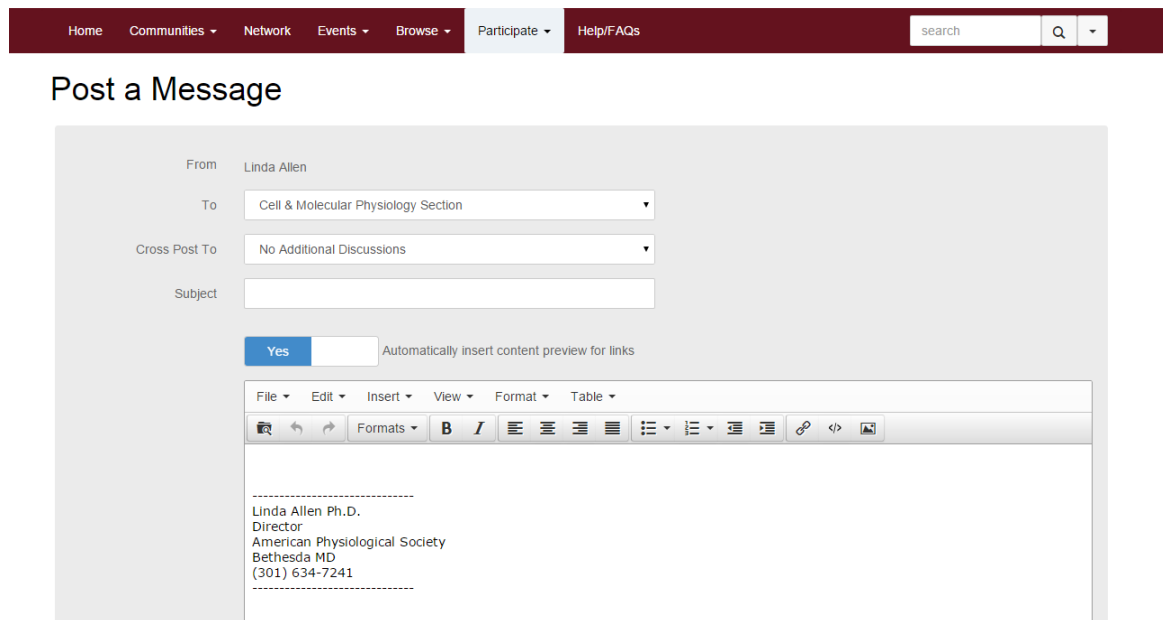 Home Communities Network Events Browse Participate Help/FAQs search
Post a Message
From Linda Allen
To Cell & Molecular Physiology Section
Cross Post To No Additional Discussions
Subject
Yes Automatically insert content preview for links
File Edit Insert View Format Table
Formats B I
------------------------------
Linda Allen Ph.D.
Director
American Physiological Society
Bethesda MD
(301) 634-7241
------------------------------